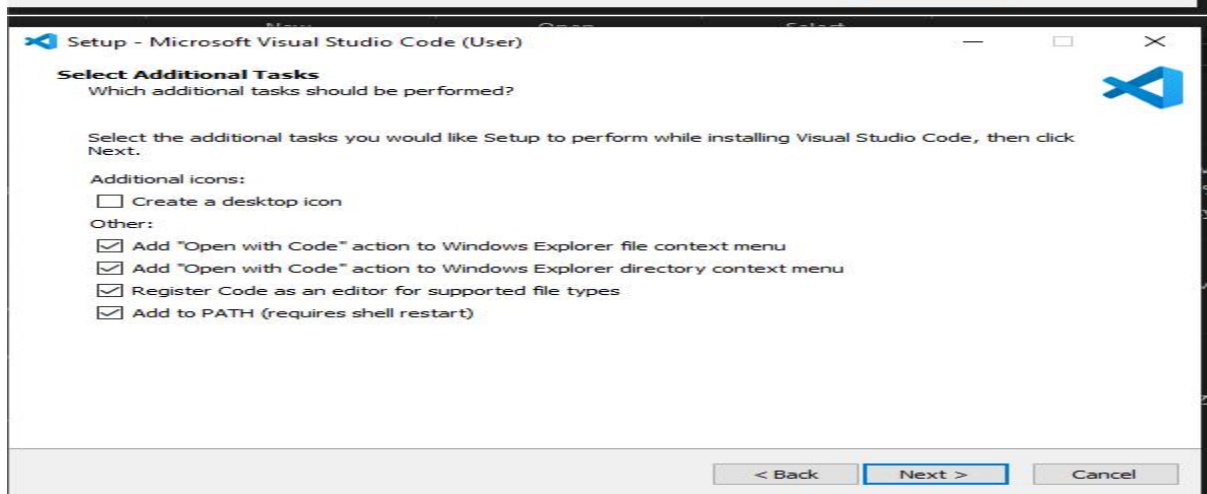 Setup - Microsoft Visual Studio Code (User)
Select Additional Tasks
Which additional tasks should be performed?
Select the additional tasks you would like Setup to perform while installing Visual Studio Code, then click
Next.
Additional icons:
Create a desktop icon
Other:
Add "Open with Code" action to Windows Explorer file context menu
Add "Open with Code" action to Windows Explorer directory context menu
Register Code as an editor for supported file types
Add to PATH (requires shell restart)
< Back Next > Cancel